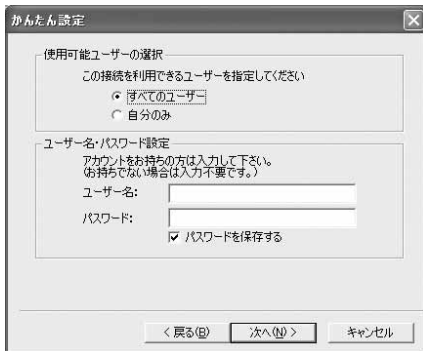 かんたん設定
使用可能ユーザーの選択
この接続を利用できるユーザーを指定してください
すべてのユーザー
自分のみ
ユーザー名・パスワード設定
アカウントをお持ちの方は入力して下さい。
(お持ちでない場合は入力不要です。)
ユーザー名:
パスワード:
パスワードを保存する
< 戻る(B) 次へ(N) > キャンセル